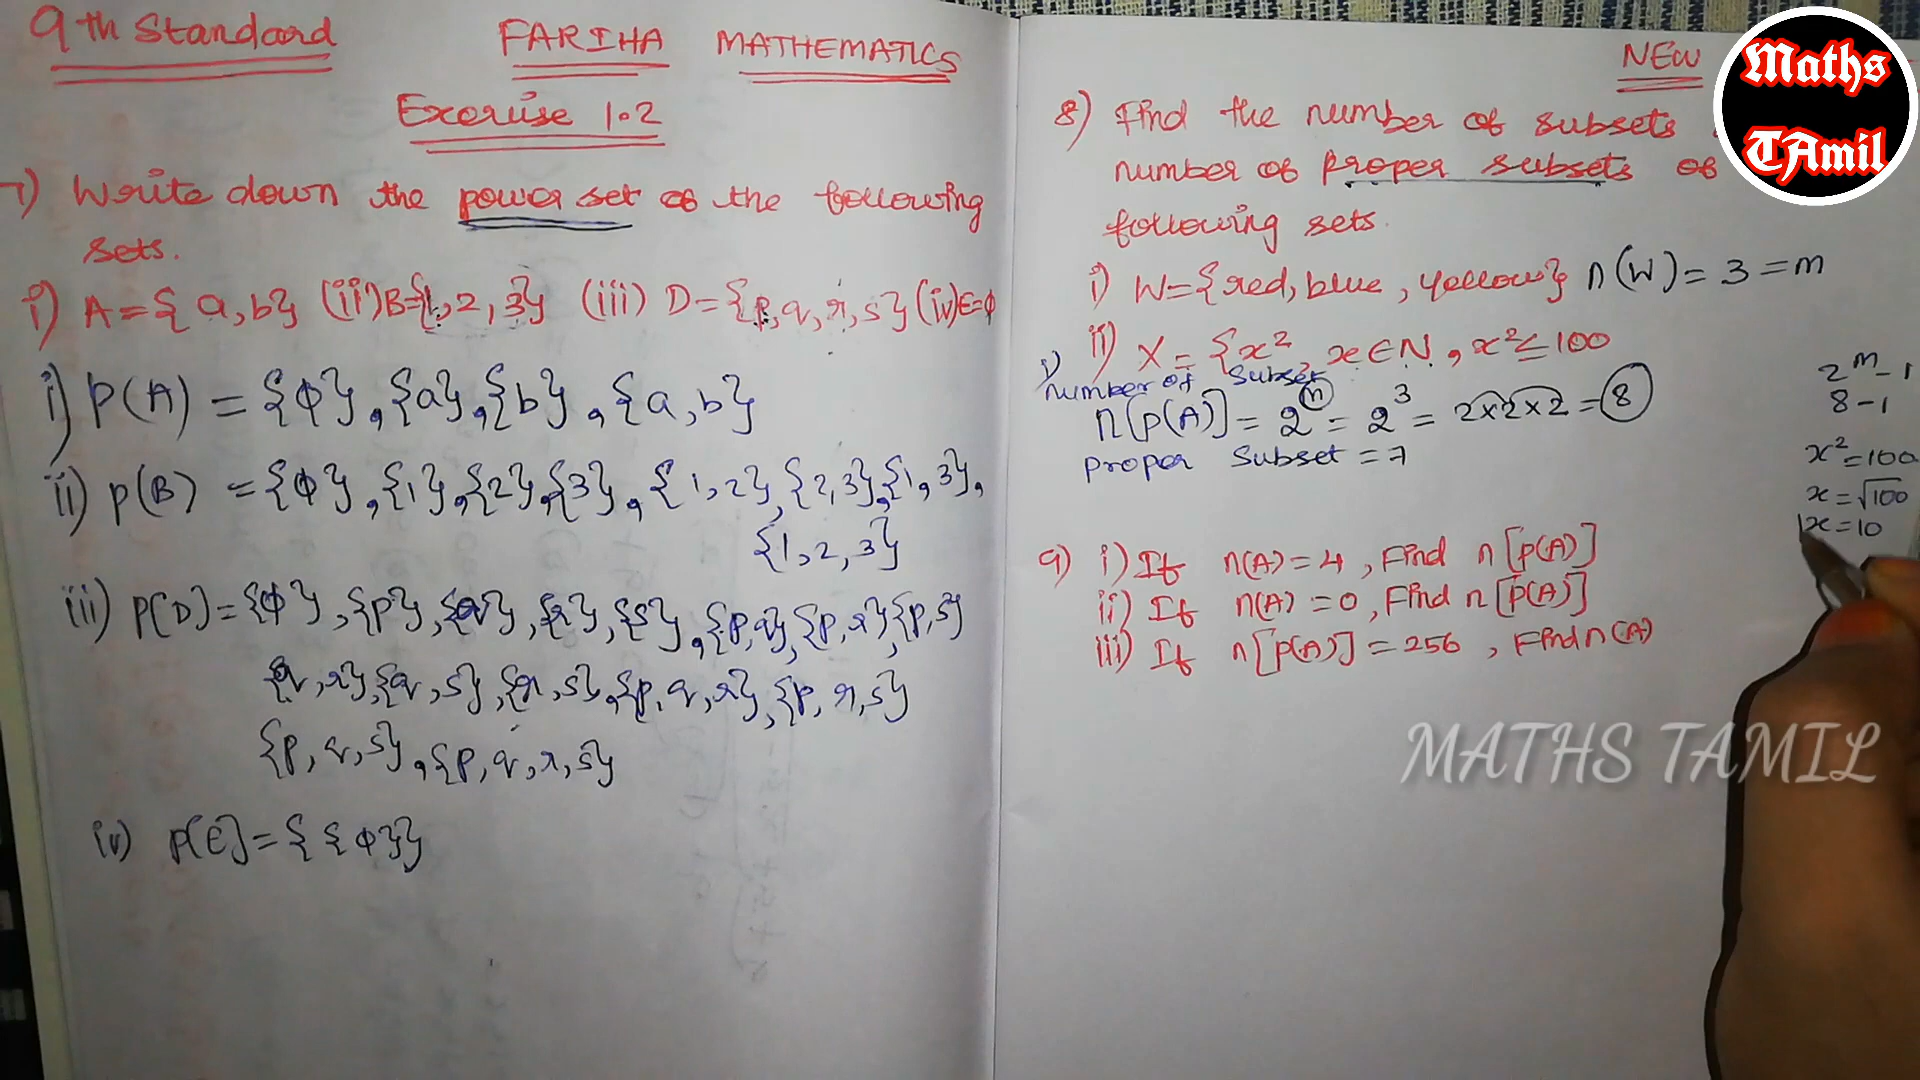 9th Standard FARIHA MATHEMATICS
Exercise 1.2
7) Write down the power set of the following
sets.
i) A={a,b} (ii) B={1,2,3} (iii) D={p,q,r,s} (iv) E=ϕ
i) P(A) = {ϕ},{a},{b},{a,b}
ii) P(B) = {ϕ},{1},{2},{3},{1,2},{2,3},{1,3},
{1,2,3}
iii) P[D]={ϕ},{p},{q},{r},{s},{p,q},{p,r},{p,s}
{q,r},{q,s},{r,s},{p,q,r},{p,r,s}
{p,q,s},{p,q,r,s}
iv) P[E]={{ϕ}}
NEW
Maths
TAmil
8) Find the number of subsets
number of proper subsets of
following sets.
i) W={red, blue, yellow} n(W)=3=m
ii) X={x², x∈N, x²≤100
i) number of Subset
n[P(A)]=2^m=2³=2×2×2=8
proper Subset=7
2^m-1
8-1
x²=100
x=√100
x=10
9) i) If n(A)=4, Find n[P(A)]
ii) If n(A)=0, Find n[P(A)]
iii) If n[P(A)]=256, Find n(A)
MATHS TAMIL